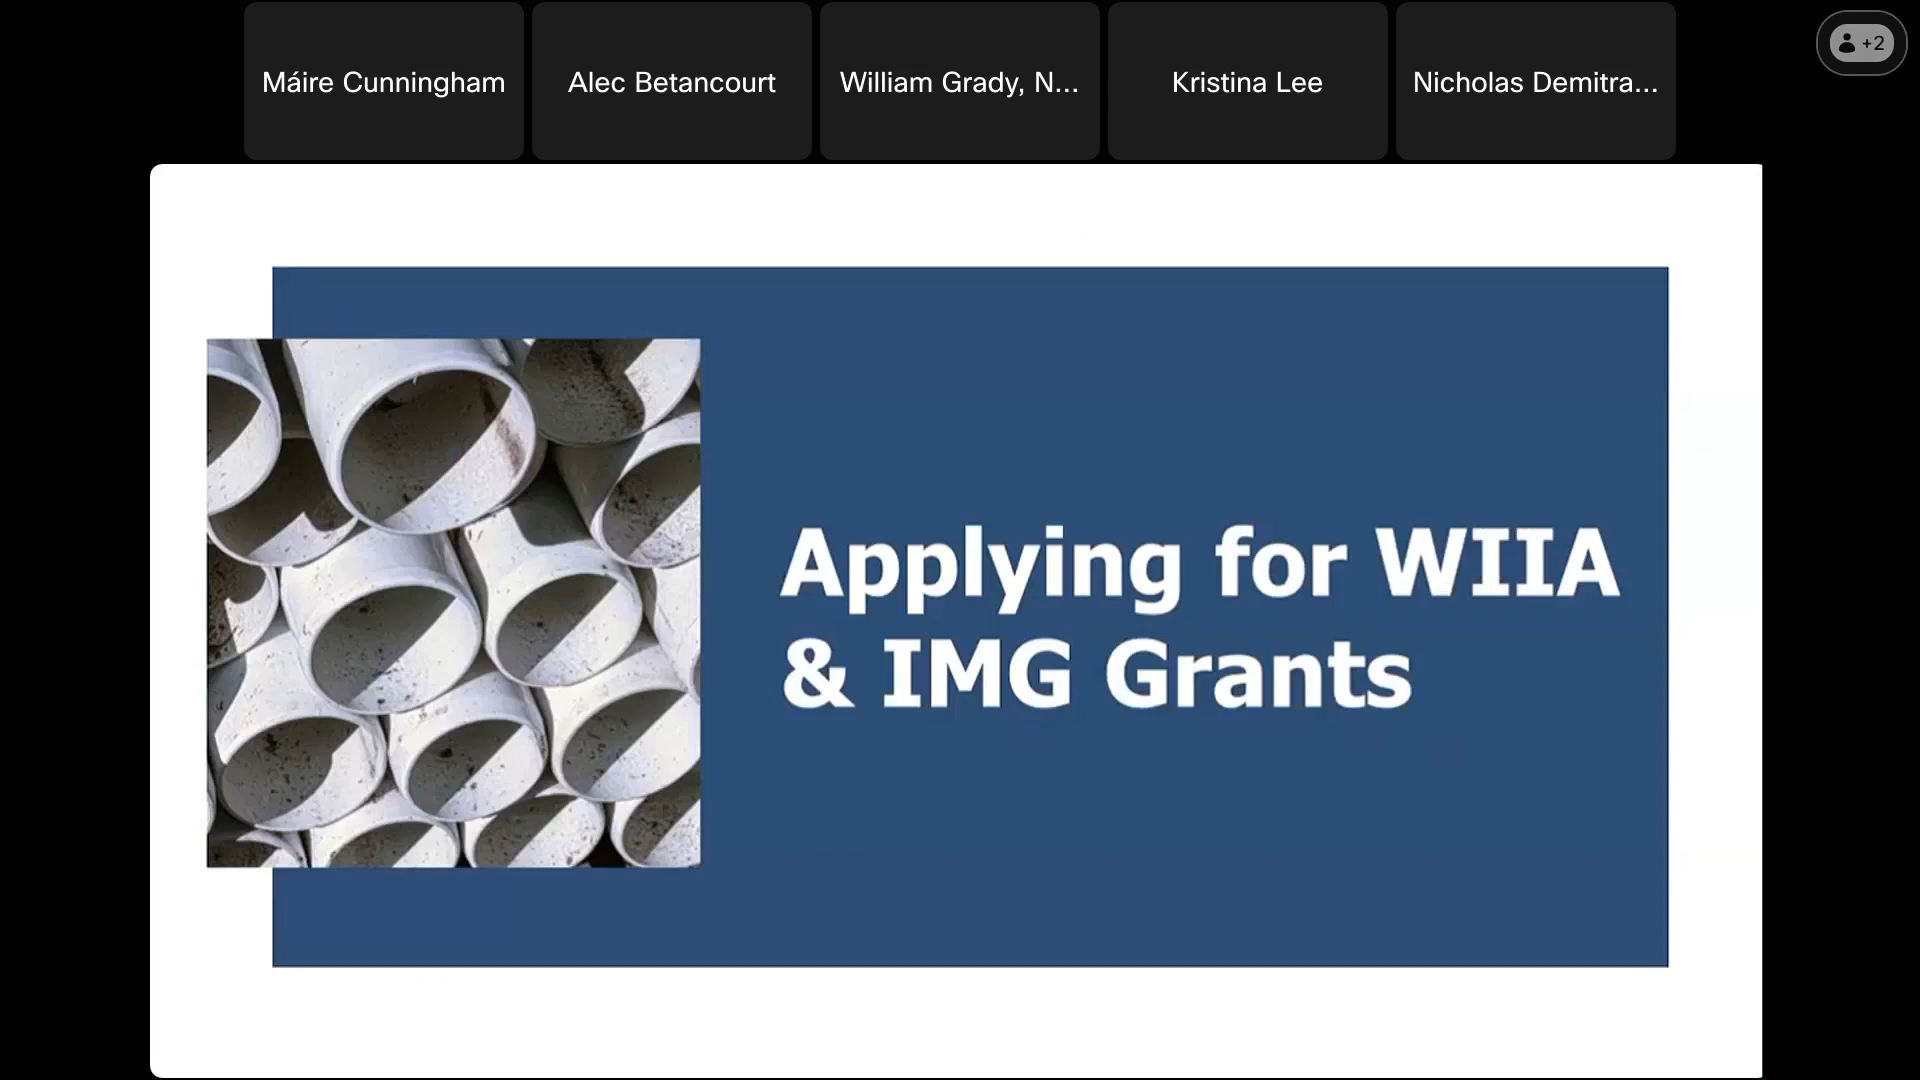 Máire Cunningham
Alec Betancourt
William Grady, N...
Kristina Lee
Nicholas Demitra...
+2
Applying for WIIA
& IMG Grants